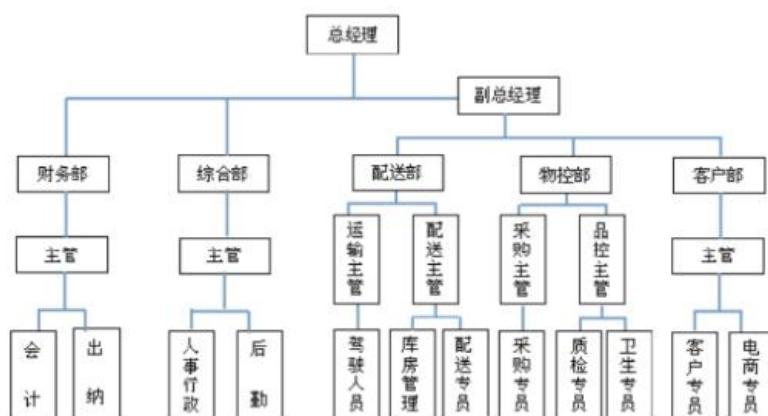 总经理
副总经理
财务部
综合部
配送部
物控部
客户部
主管
主管
运输主管
配送主管
采购主管
品控主管
主管
会计
出纳
人事行政
后勤
驾驶人员
库房管理
配送专员
采购专员
质检专员
卫生专员
客户专员
电商专员